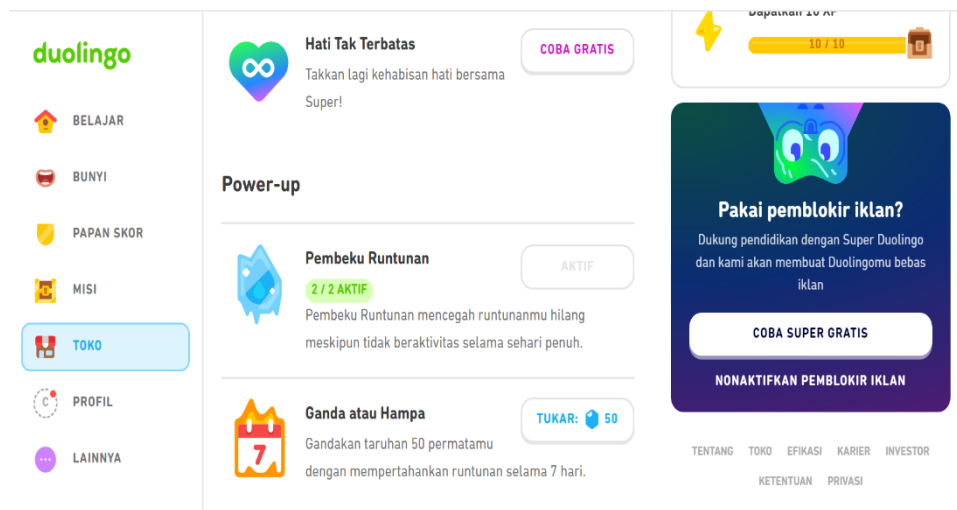 duolingo
BELAJAR
BUNYI
PAPAN SKOR
MISI
TOKO
C
PROFIL
LAINNYA
Hati Tak Terbatas
COBA GRATIS
Takkan lagi kehabisan hati bersama
Super!
Power-up
Pembeku Runtunan
AKTIF
2 / 2 AKTIF
Pembeku Runtunan mencegah runtunanmu hilang
meskipun tidak beraktivitas selama sehari penuh.
7
Ganda atau Hampa
TUKAR: 50
Gandakan taruhan 50 permatamu
dengan mempertahankan runtunan selama 7 hari.
Dapatkan 10 XP
10 / 10
Pakai pemblokir iklan?
Dukung pendidikan dengan Super Duolingo
dan kami akan membuat Duolingomu bebas
iklan
COBA SUPER GRATIS
NONAKTIFKAN PEMBLOKIR IKLAN
TENTANG TOKO EFIKASI KARIER INVESTOR
KETENTUAN PRIVASI